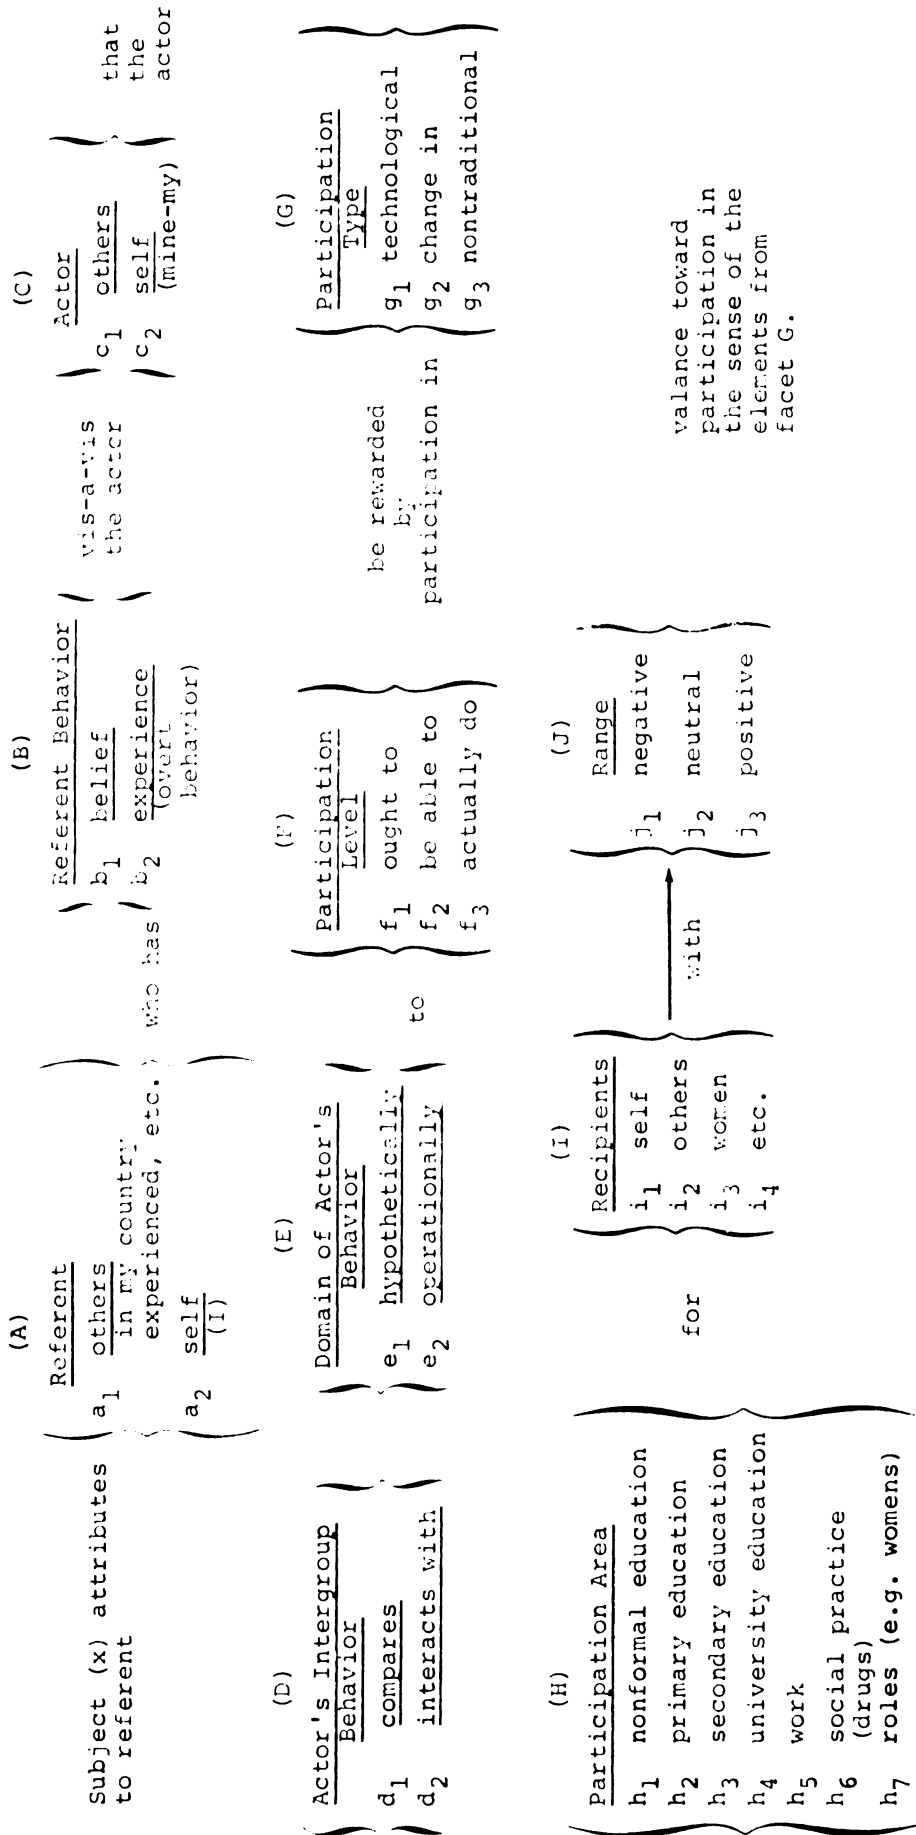 Subject (x) attributes
to referent
(A)
Referent
a1 others
in my country
experienced, etc.
a2 self
(I)
who has
(B)
Referent Behavior
b1 belief
b2 experience
(overt
behavior)
vis-a-vis
the actor
(C)
Actor
c1 others
c2 self
(mine-my)
that
the
actor
(D)
Actor's Intergroup
Behavior
d1 compares
d2 interacts with
(E)
Domain of Actor's
Behavior
e1 hypothetically
e2 operationally
to
(F)
Participation
Level
f1 ought to
f2 be able to
f3 actually do
be rewarded
by
participation in
(G)
Participation
Type
g1 technological
g2 change in
g3 nontraditional
(H)
Participation Area
h1 nonformal education
h2 primary education
h3 secondary education
h4 university education
h5 work
h6 social practice
(drugs)
h7 roles (e.g. womens)
for
(I)
Recipients
i1 self
i2 others
i3 women
i4 etc.
with
(J)
Range
j1 negative
j2 neutral
j3 positive
valance toward
participation in
the sense of the
elements from
facet G.